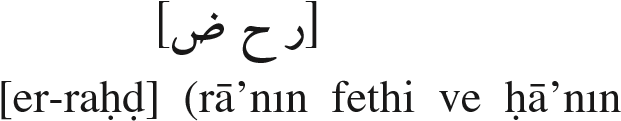 [ر ح ض]
[er-raḥḍ] (rā’nın fethi ve ḥā’nın